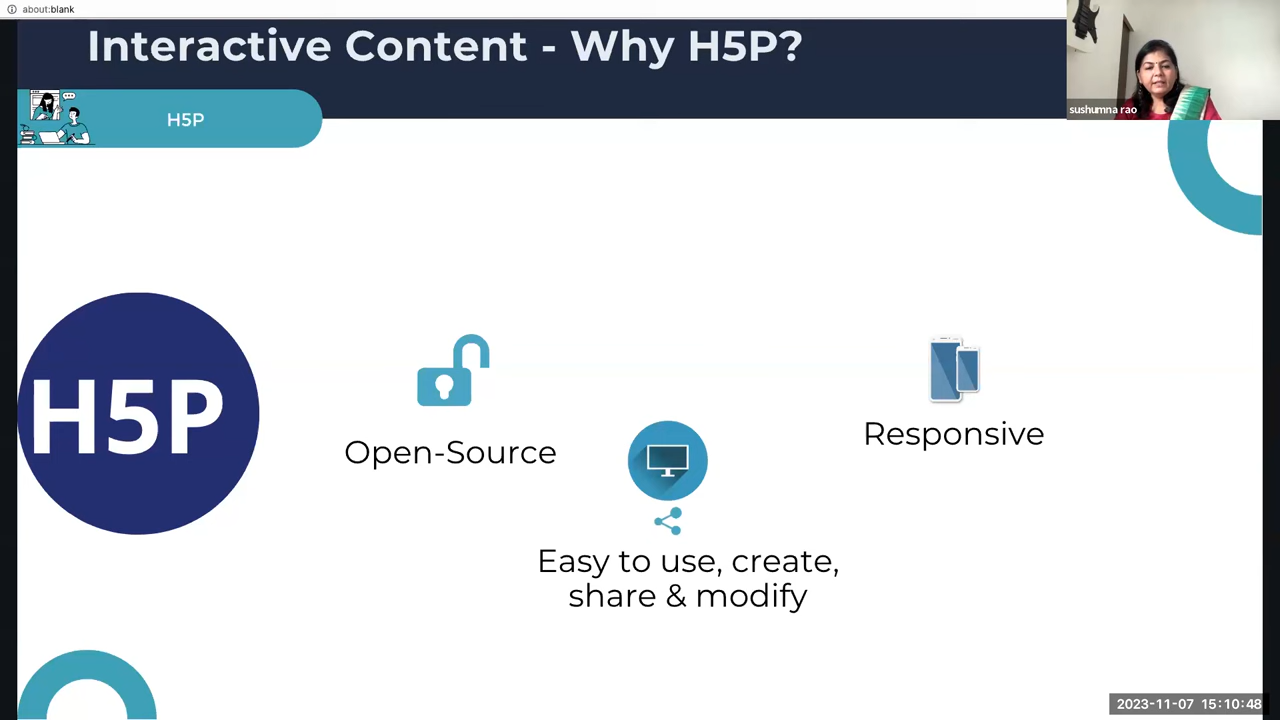 about:blank
Interactive Content - Why H5P?
sushumna rao
H5P
H5P
Open-Source
Responsive
Easy to use, create,
share & modify
2023-11-07 15:10:48